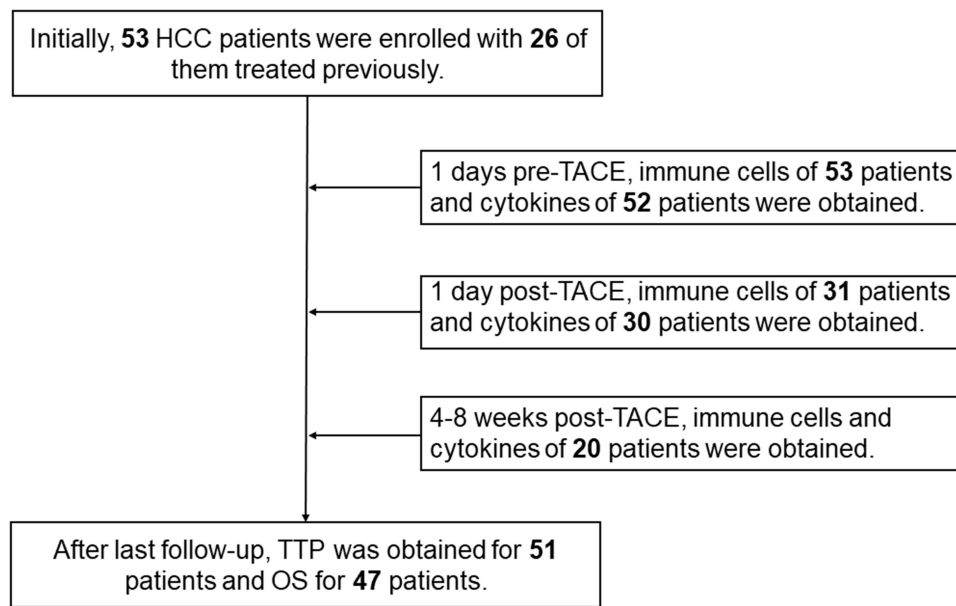 Initially, 53 HCC patients were enrolled with 26 of
them treated previously.
1 days pre-TACE, immune cells of 53 patients
and cytokines of 52 patients were obtained.
1 day post-TACE, immune cells of 31 patients
and cytokines of 30 patients were obtained.
4-8 weeks post-TACE, immune cells and
cytokines of 20 patients were obtained.
After last follow-up, TTP was obtained for 51
patients and OS for 47 patients.